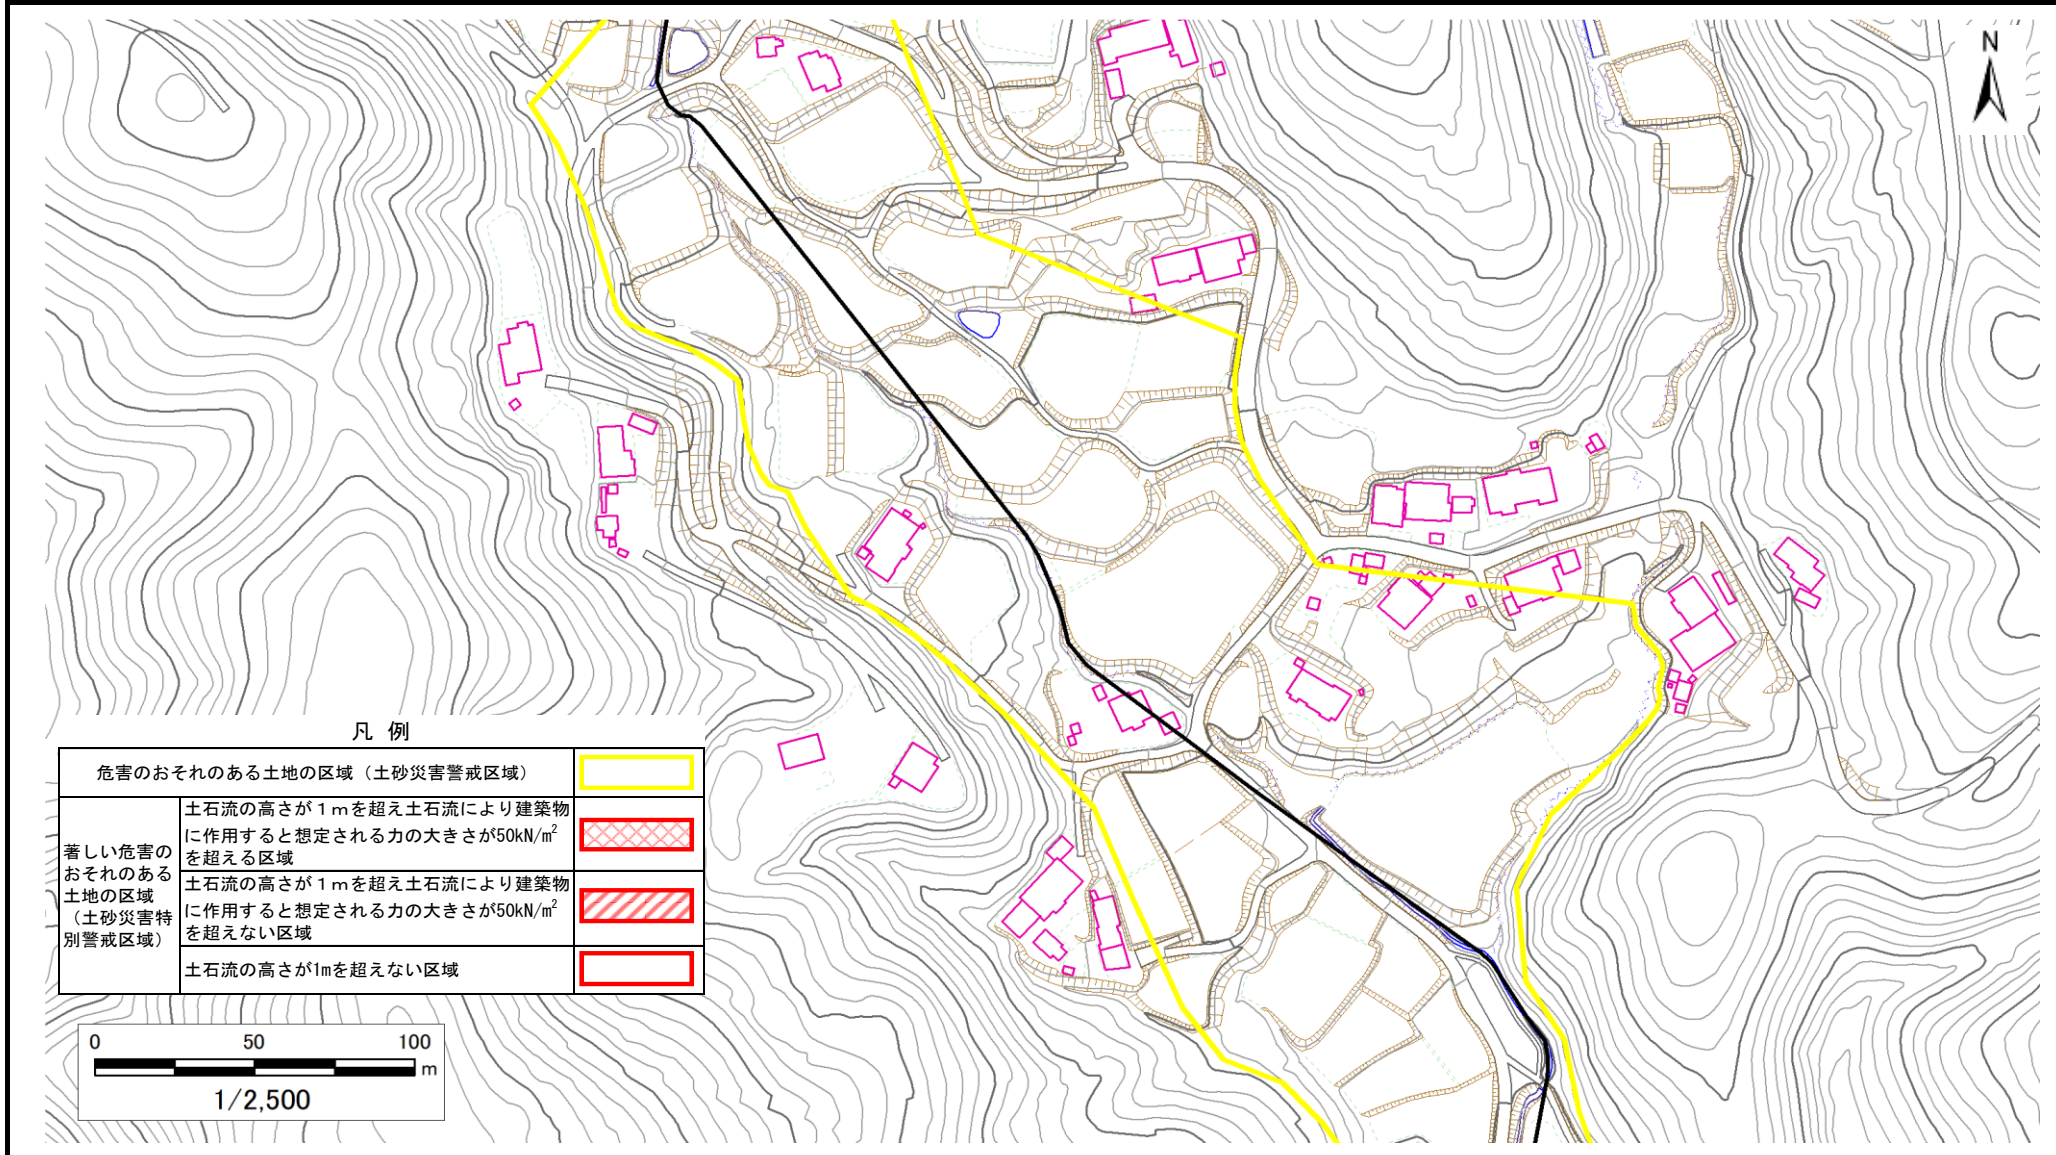 N
凡 例
危害のおそれのある土地の区域（土砂災害警戒区域）
著しい危害の
おそれのある
土地の区域
（土砂災害特
別警戒区域）
土石流の高さが１ｍを超え土石流により建築物
に作用すると想定される力の大きさが50kN/m²
を超える区域
土石流の高さが１ｍを超え土石流により建築物
に作用すると想定される力の大きさが50kN/m²
を超えない区域
土石流の高さが1mを超えない区域
0 50 100
m
1/2,500